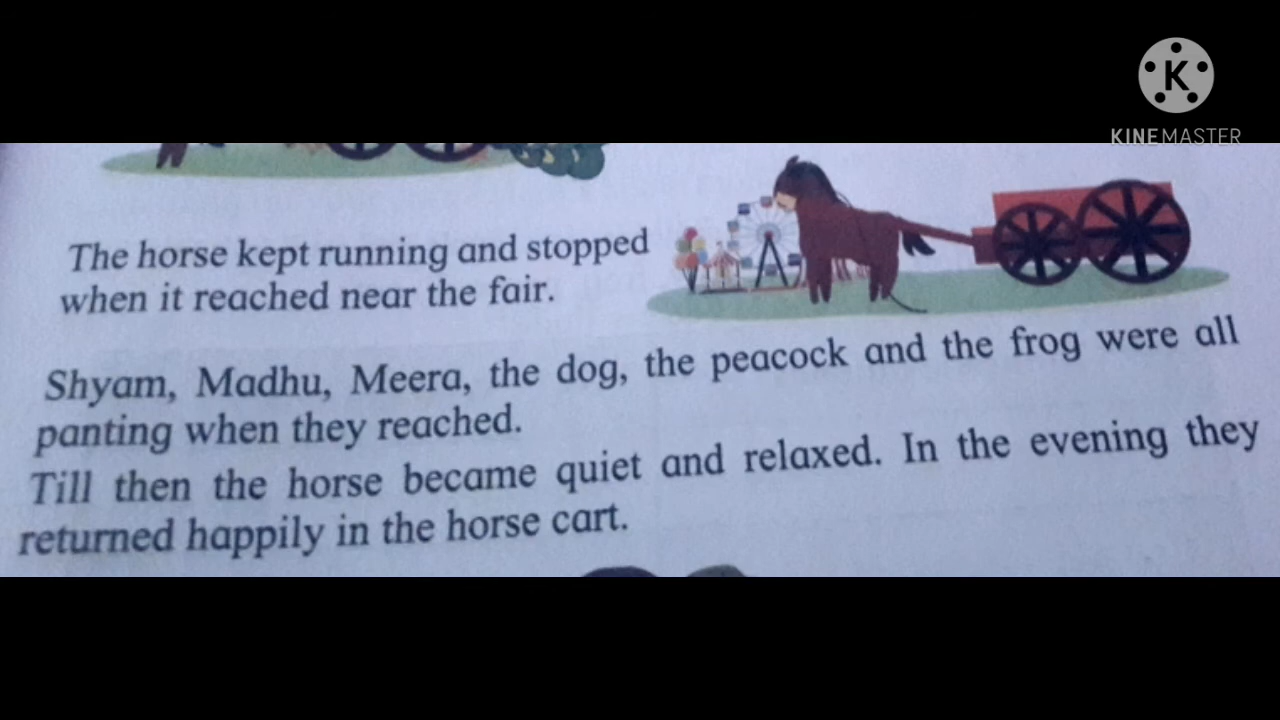 K
KINEMASTER
The horse kept running and stopped
when it reached near the fair.
Shyam, Madhu, Meera, the dog, the peacock and the frog were all
panting when they reached.
Till then the horse became quiet and relaxed. In the evening they
returned happily in the horse cart.